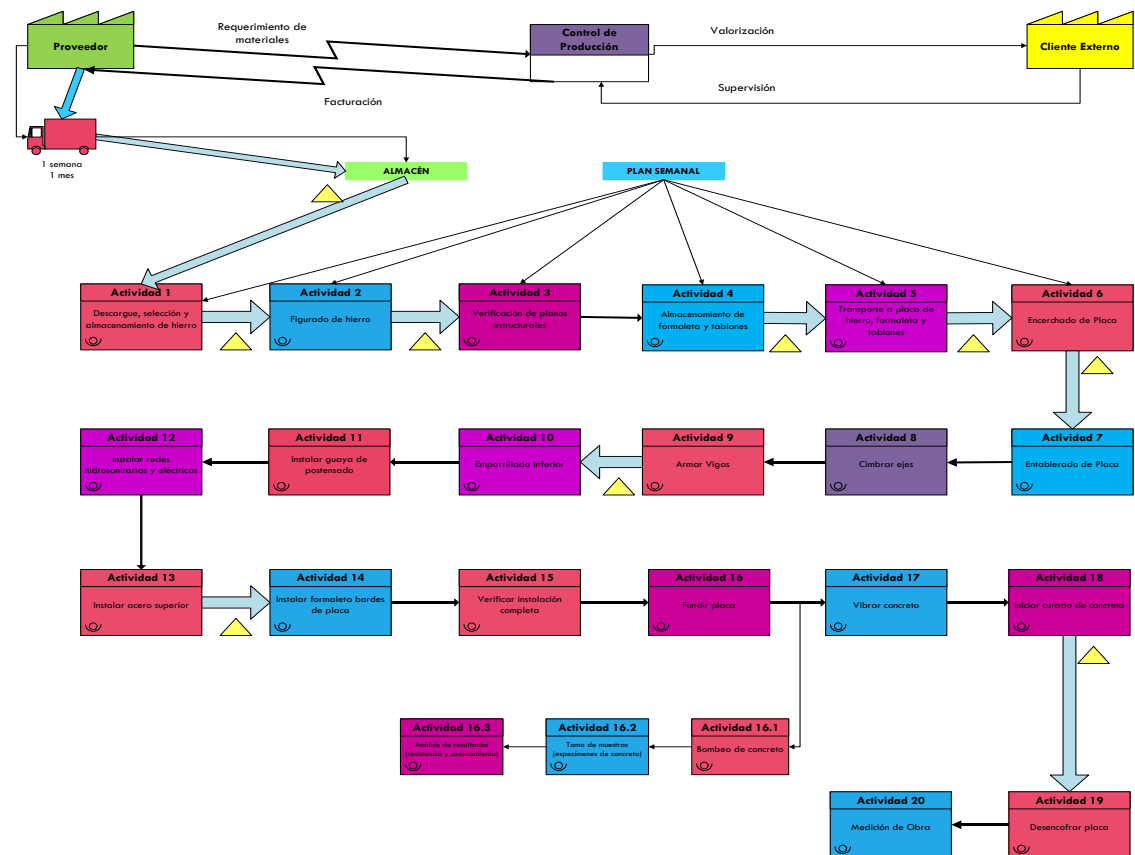 Proveedor
Requerimiento de
materiales
Control de
Producción
Valorización
Cliente Externo
Facturación
Supervisión
1 semana
1 mes
ALMACÉN
PLAN SEMANAL
Actividad 1
Descargue, selección y
almacenamiento de hierro
Actividad 2
Figurado de hierro
Actividad 3
Verificación de planos
estructurales
Actividad 4
Almacenamiento de
formaleta y tablones
Actividad 5
Transporte a placa de
hierro, formaleta y
tablones
Actividad 6
Encerchado de Placa
Actividad 12
Instalar redes
hidrosanitarias y eléctricas
Actividad 11
Instalar guaya de
postensado
Actividad 10
Emparrillado inferior
Actividad 9
Armar Vigas
Actividad 8
Cimbrar ejes
Actividad 7
Entablerado de Placa
Actividad 13
Instalar acero superior
Actividad 14
Instalar formaleta bordes
de placa
Actividad 15
Verificar instalación
completa
Actividad 16
Fundir placa
Actividad 17
Vibrar concreto
Actividad 18
Iniciar curado de concreto
Actividad 16.3
Análisis de resultados
(resistencia y asentamiento)
Actividad 16.2
Toma de muestras
(especímenes de concreto)
Actividad 16.1
Bombeo de concreto
Actividad 20
Medición de Obra
Actividad 19
Desencofrar placa